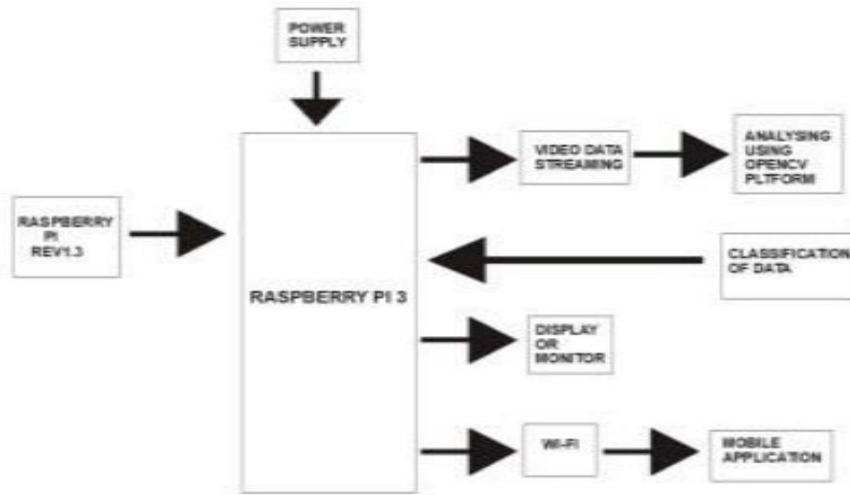 POWER
SUPPLY
VIDEO DATA
STREAMING
ANALYSING
USING
OPENCV
PLTFORM
RASPBERRY
PI
REV1.3
RASPBERRY PI 3
CLASSIFICATION
OF DATA
DISPLAY
OR
MONITOR
WI-FI
MOBILE
APPLICATION